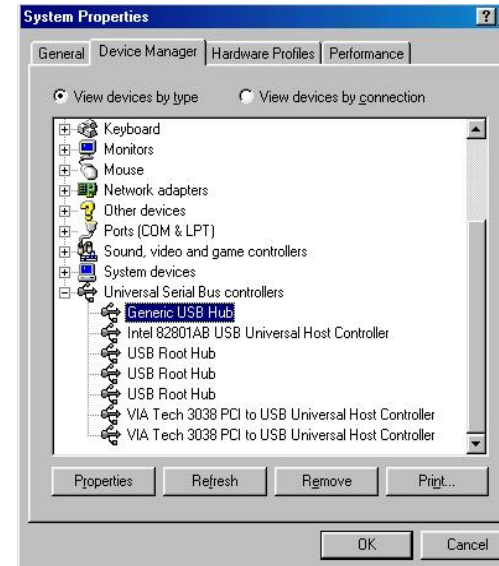 System Properties
?
General Device Manager Hardware Profiles Performance
View devices by type View devices by connection
Keyboard
Monitors
Mouse
Network adapters
Other devices
Ports (COM & LPT)
Sound, video and game controllers
System devices
Universal Serial Bus controllers
Generic USB Hub
Intel 82801AB USB Universal Host Controller
USB Root Hub
USB Root Hub
USB Root Hub
VIA Tech 3038 PCI to USB Universal Host Controller
VIA Tech 3038 PCI to USB Universal Host Controller
Properties Refresh Remove Print...
OK Cancel